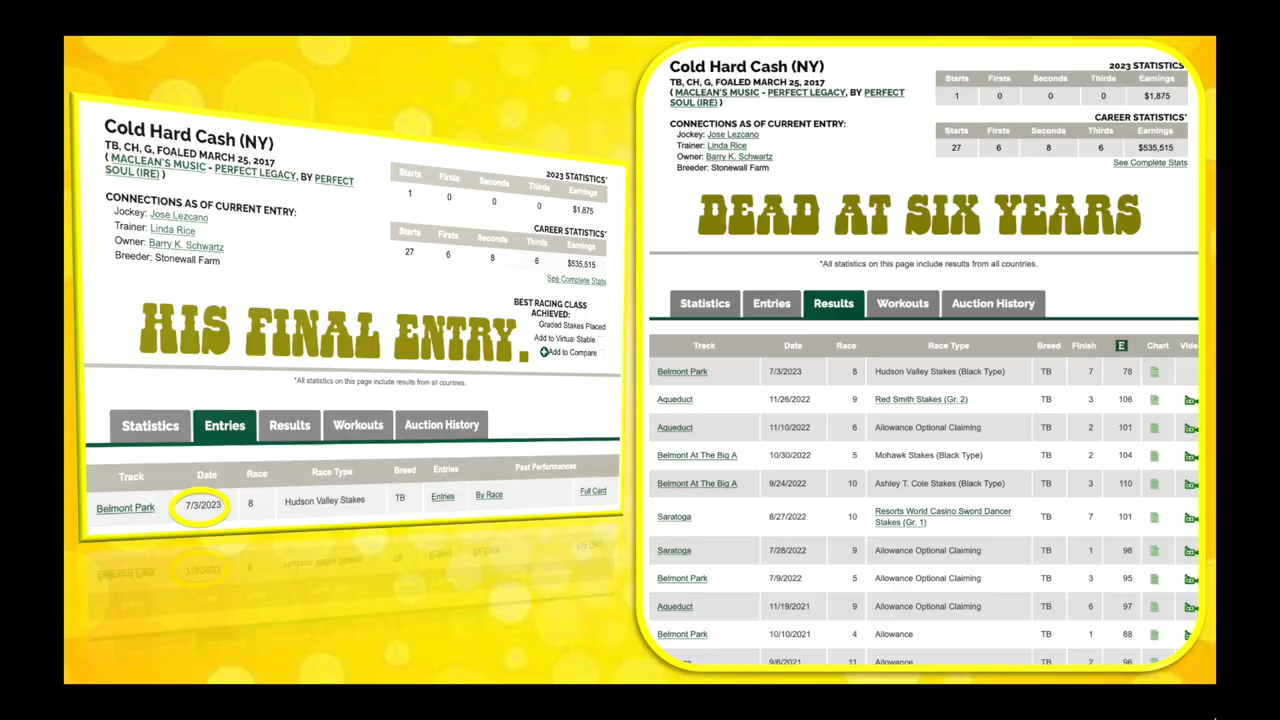 Cold Hard Cash (NY)
TB, CH, G, FOALED MARCH 25, 2017
( MACLEAN'S MUSIC - PERFECT LEGACY, BY PERFECT
SOUL (IRE) )
CONNECTIONS AS OF CURRENT ENTRY:
Jockey: Jose Lezcano
Trainer: Linda Rice
Owner: Barry K. Schwartz
Breeder: Stonewall Farm
2023 STATISTICS*
Starts Firsts Seconds Thirds Earnings
1 0 0 0 $1,875
CAREER STATISTICS*
Starts Firsts Seconds Thirds Earnings
27 6 8 6 $535,515
See Complete Stats
BEST RACING CLASS
ACHIEVED:
Graded Stakes Placed
Add to Virtual Stable
Add to Compare
HIS FINAL ENTRY.
*All statistics on this page include results from all countries.
Statistics Entries Results Workouts Auction History
Track Date Race Race Type Breed Entries Past Performances
Belmont Park 7/3/2023 8 Hudson Valley Stakes TB Entries By Race Full Card
Cold Hard Cash (NY)
TB, CH, G, FOALED MARCH 25, 2017
( MACLEAN'S MUSIC - PERFECT LEGACY, BY PERFECT
SOUL (IRE) )
CONNECTIONS AS OF CURRENT ENTRY:
Jockey: Jose Lezcano
Trainer: Linda Rice
Owner: Barry K. Schwartz
Breeder: Stonewall Farm
2023 STATISTICS*
Starts Firsts Seconds Thirds Earnings
1 0 0 0 $1,875
CAREER STATISTICS*
Starts Firsts Seconds Thirds Earnings
27 6 8 6 $535,515
See Complete Stats
DEAD AT SIX YEARS
*All statistics on this page include results from all countries.
Statistics Entries Results Workouts Auction History
Track Date Race Race Type Breed Finish E Chart Video
Belmont Park 7/3/2023 8 Hudson Valley Stakes (Black Type) TB 7 78
Aqueduct 11/26/2022 9 Red Smith Stakes (Gr. 2) TB 3 106
Aqueduct 11/10/2022 6 Allowance Optional Claiming TB 2 101
Belmont At The Big A 10/30/2022 5 Mohawk Stakes (Black Type) TB 2 104
Belmont At The Big A 9/24/2022 10 Ashley T. Cole Stakes (Black Type) TB 3 110
Saratoga 8/27/2022 10 Resorts World Casino Sword Dancer TB 7 101
Stakes (Gr. 1)
Saratoga 7/28/2022 9 Allowance Optional Claiming TB 1 98
Belmont Park 7/9/2022 5 Allowance Optional Claiming TB 3 95
Aqueduct 11/19/2021 9 Allowance Optional Claiming TB 6 97
Belmont Park 10/10/2021 4 Allowance TB 1 88
9/6/2021 11 Allowance TB 2 96